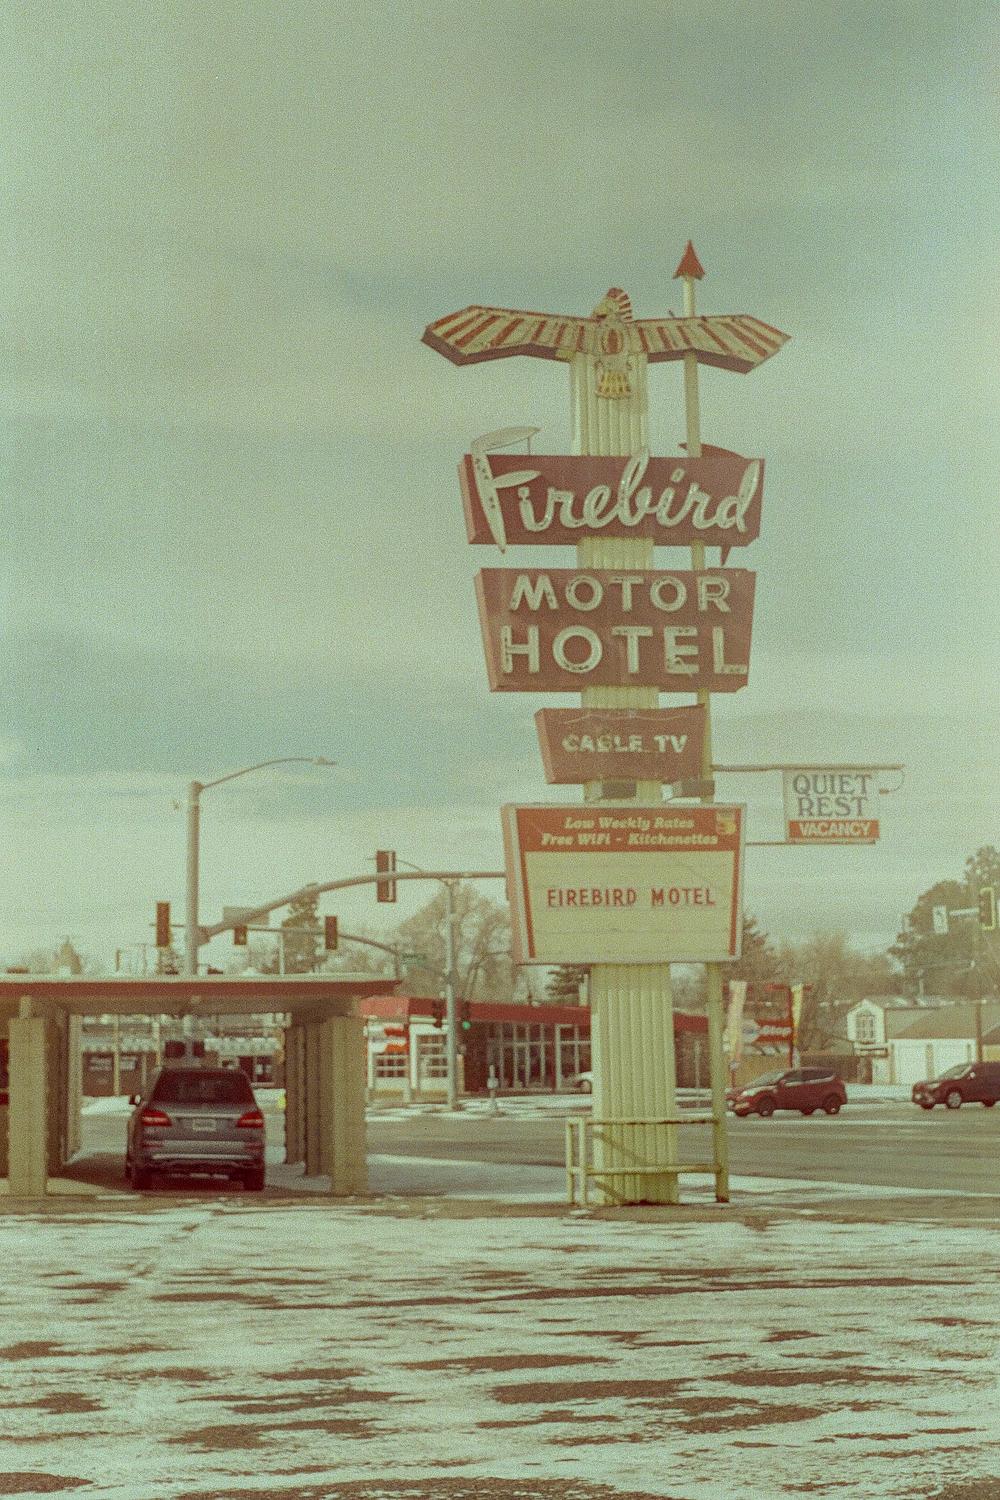 Firebird
MOTOR
HOTEL
CABLE TV
QUIET
REST
VACANCY
Low Weekly Rates
Free WiFi - Kitchenettes
FIREBIRD MOTEL